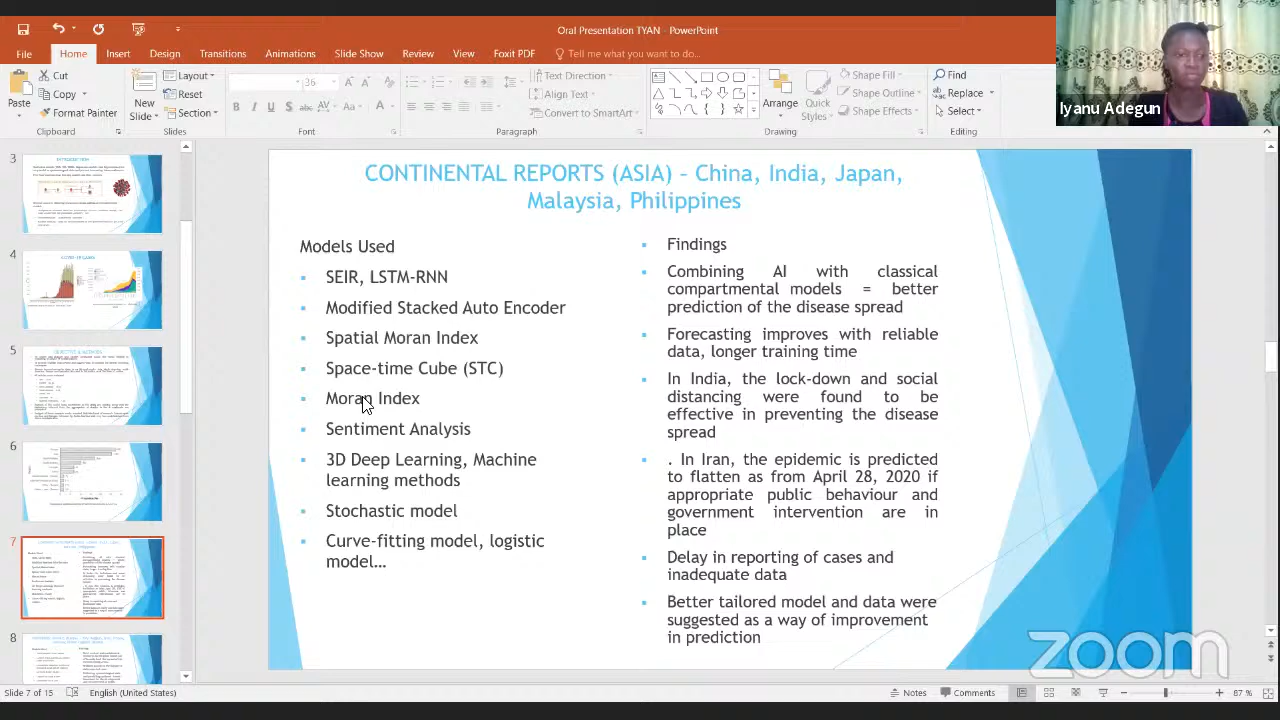 Oral Presentation TYAN - PowerPoint
File
Home
Insert
Design
Transitions
Animations
Slide Show
Review
View
Foxit PDF
Tell me what you want to do...
Paste
Cut
Copy
Format Painter
Clipboard
New
Slide
Layout
Reset
Section
Slides
36
B I U S abc AV Aa A
Font
Text Direction
Align Text
Convert to SmartArt
Paragraph
Arrange
Quick
Styles
Shape Fill
Shape Outline
Shape Effects
Drawing
Find
Replace
Select
Editing
Iyanu Adegun
4
6
7
8
CONTINENTAL REPORTS (ASIA) – China, India, Japan,
Malaysia, Philippines
Models Used
SEIR, LSTM-RNN
Modified Stacked Auto Encoder
Spatial Moran Index
Space-time Cube (STC)
Moran Index
Sentiment Analysis
3D Deep Learning, Machine
learning methods
Stochastic model
Curve-fitting model, logistic
model…
Findings
Combining AI with classical
compartmental models = better
prediction of the disease spread
Forecasting improves with reliable
data, longer training time
In India, the lock-down and social
distancing were found to be
effective in preventing the disease
spread
. In Iran, the epidemic is predicted
to flatten as from April 28, 2020 if
appropriate public behaviour and
government intervention are in
place
Delay in reporting of cases and
inadequate data
Better tailored model and data were
suggested as a way of improvement
in prediction
zoom
Slide 7 of 15
English (United States)
Notes
Comments
87 %